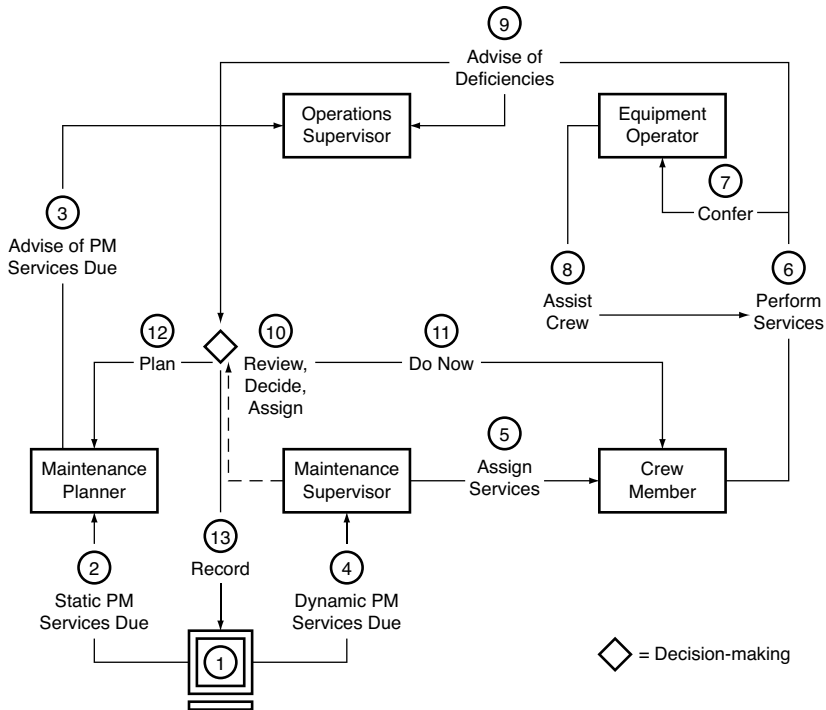 9
Advise of
Deficiencies
Operations
Supervisor
Equipment
Operator
7
Confer
3
Advise of PM
Services Due
8
Assist
Crew
6
Perform
Services
12
Plan
10
Review,
Decide,
Assign
11
Do Now
5
Assign
Services
Maintenance
Planner
Maintenance
Supervisor
Crew
Member
2
Static PM
Services Due
13
Record
4
Dynamic PM
Services Due
1
= Decision-making